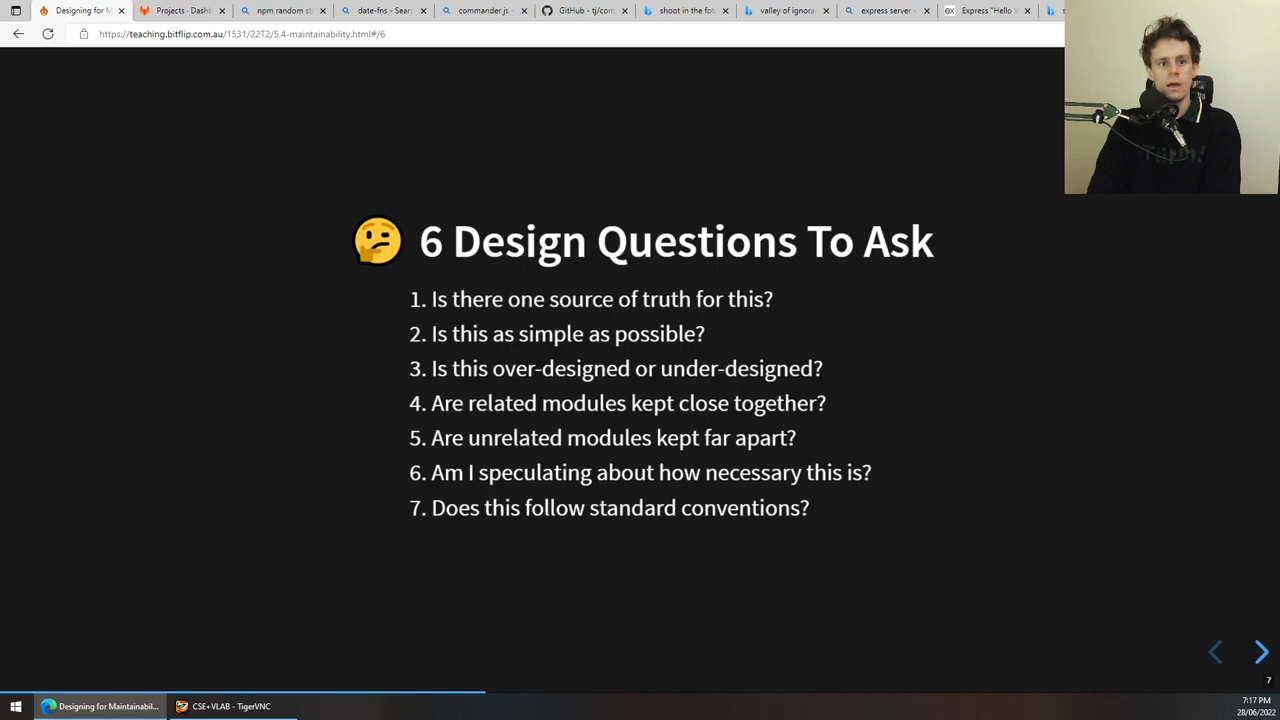 Designing for M
Projects · Dashb
npm random st
date-fns - Sear
commander js -
GitHub - tj/com
shoot in the fot
valley of ignora
express server -
EX
Express "Hello W
https://teaching.bitflip.com.au/1531/22T2/5.4-maintainability.html#/6
6 Design Questions To Ask
1. Is there one source of truth for this?
2. Is this as simple as possible?
3. Is this over-designed or under-designed?
4. Are related modules kept close together?
5. Are unrelated modules kept far apart?
6. Am I speculating about how necessary this is?
7. Does this follow standard conventions?
7
Designing for Maintainabil...
CSE+VLAB - TigerVNC
7:17 PM
28/06/2022